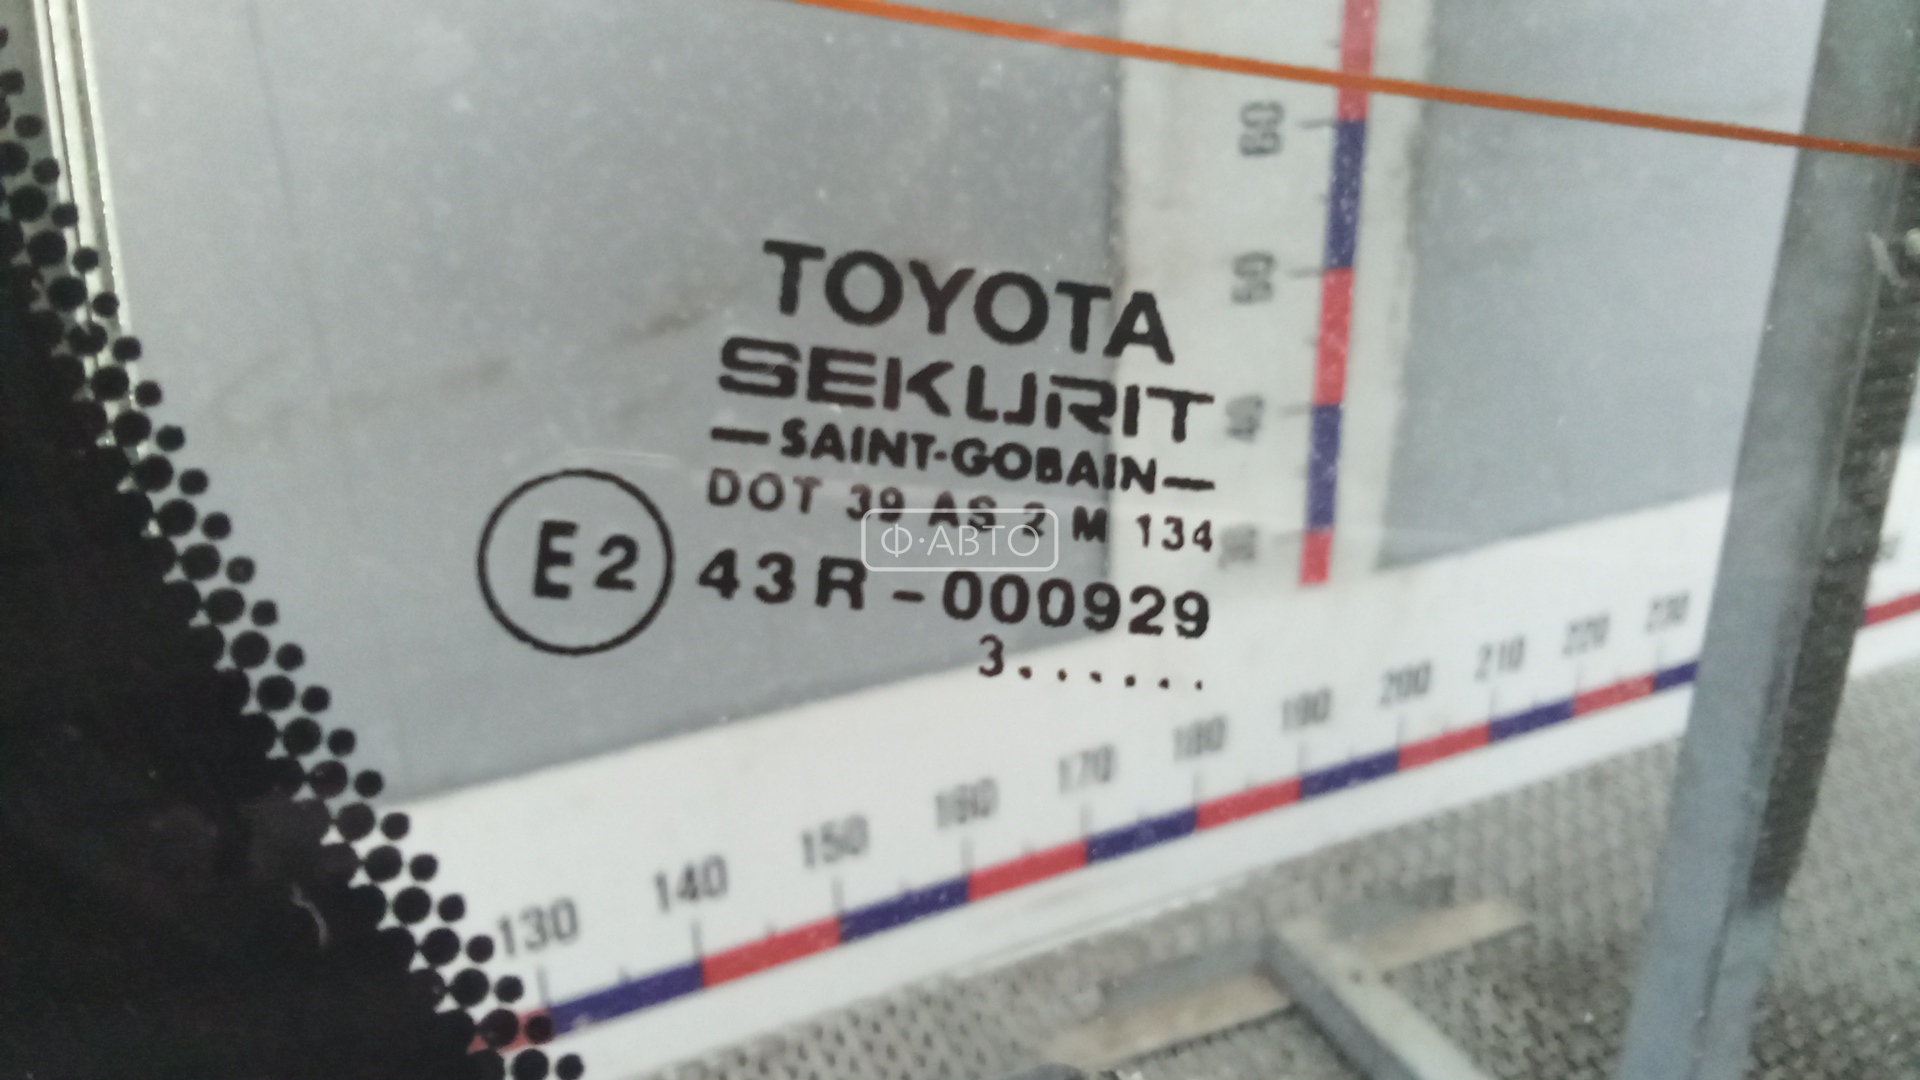 TOYOTA
SEKURIT
—SAINT-GOBAIN—
DOT 39 AS 2 M 134
E2 43R-000929
3......
Ф·АВТО
60
50
40
30
130 140 150 160 170 180 190 200 210 220 230